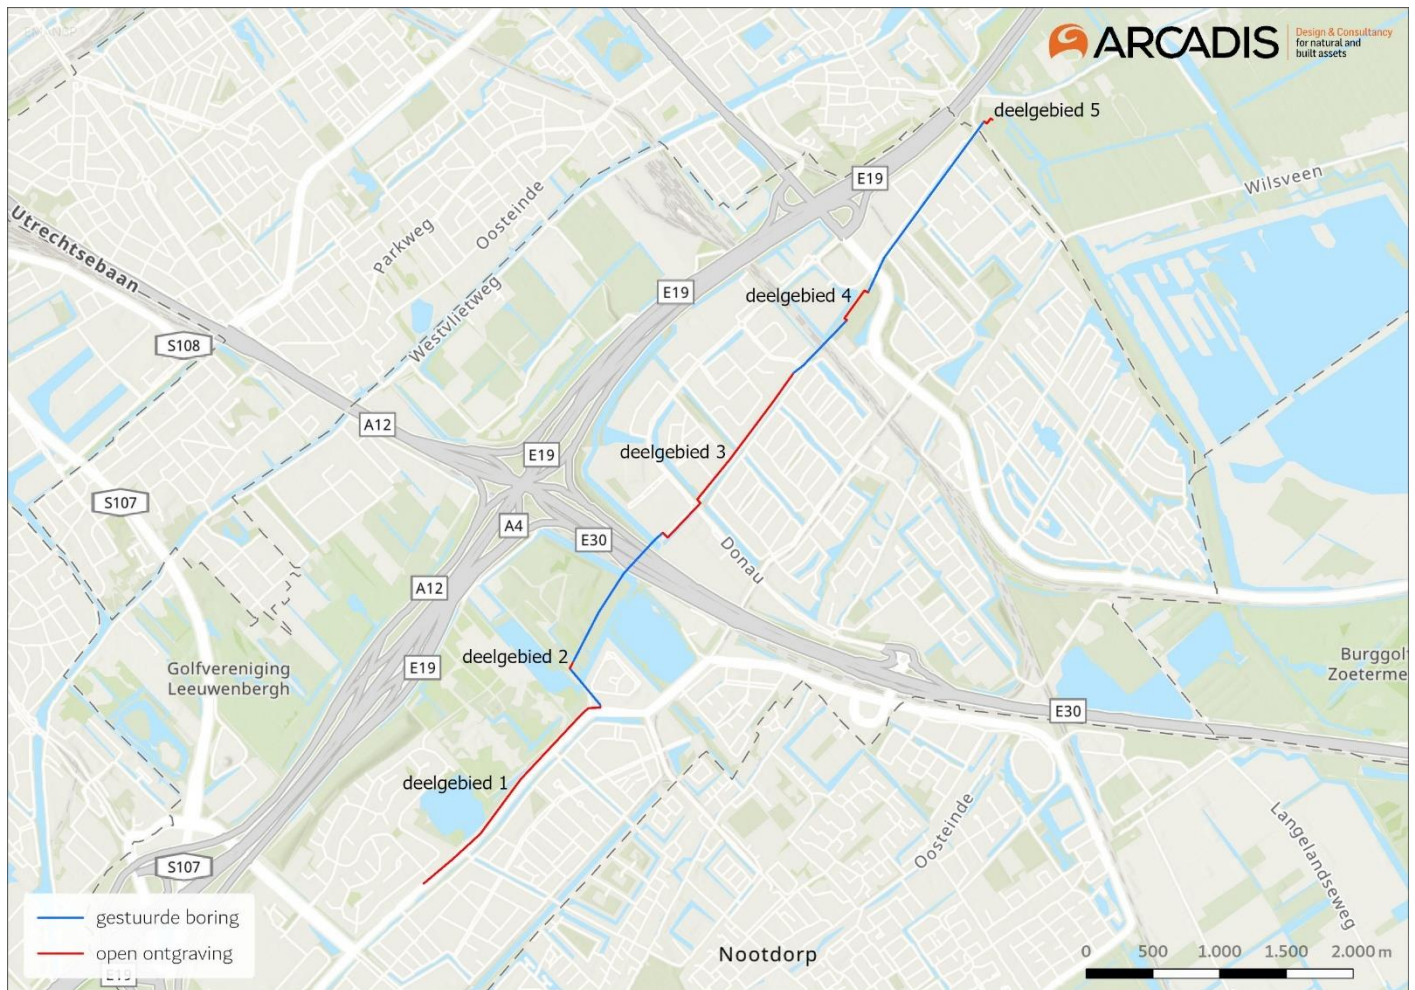 ARCADIS
Design & Consultancy
for natural and
built assets
deelgebied 5
E19
Wilsveen
Oosteinde
Parkweg
Utrechtsebaan
E19
deelgebied 4
Westvlietweg
S108
A12
E19
deelgebied 3
S107
A4
E30
Donau
A12
deelgebied 2
Golfvereniging
Leeuwenbergh
E19
Burggolf
Zoeterme
E30
deelgebied 1
Oosteinde
Langelandseweg
S107
gestuurde boring
open ontgraving
E19
Nootdorp
0 500 1.000 1.500 2.000 m